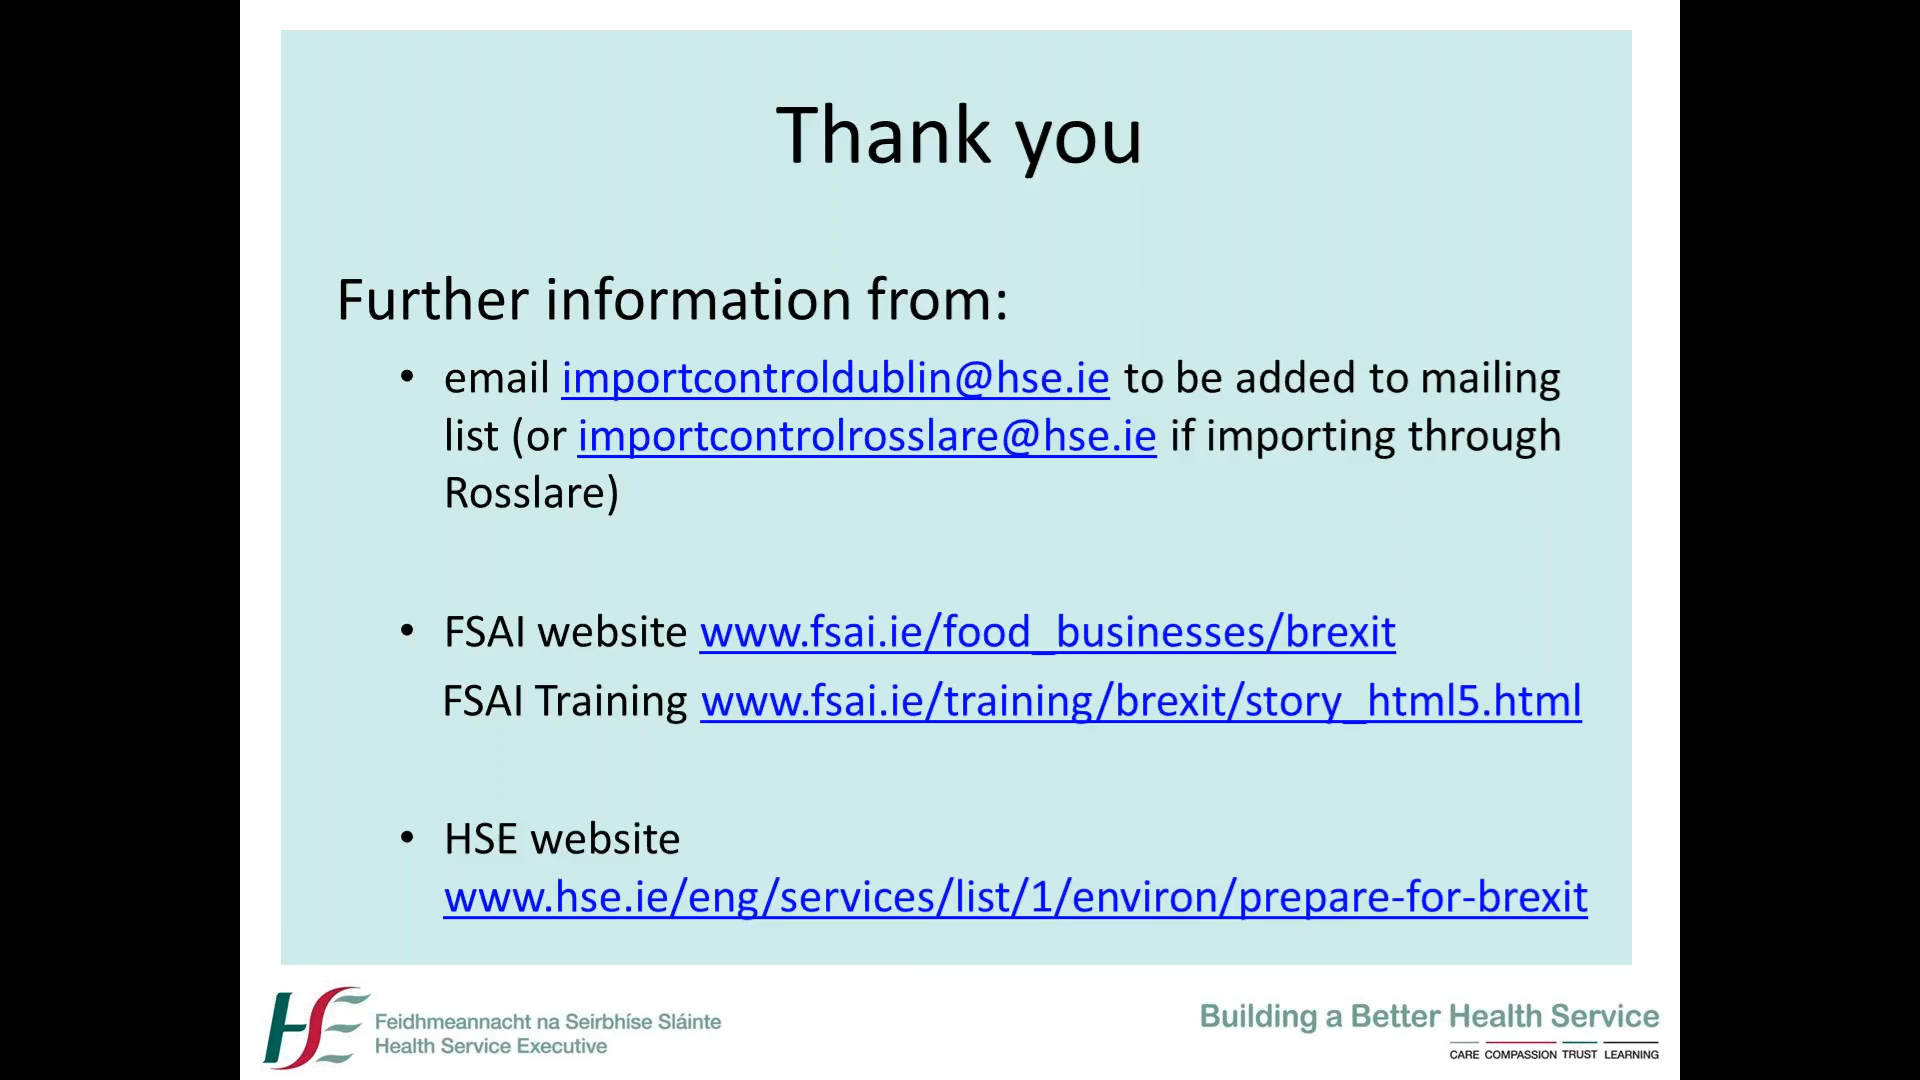 Thank you
Further information from:
• email importcontroldublin@hse.ie to be added to mailing
list (or importcontrolrosslare@hse.ie if importing through
Rosslare)
• FSAI website www.fsai.ie/food_businesses/brexit
FSAI Training www.fsai.ie/training/brexit/story_html5.html
• HSE website
www.hse.ie/eng/services/list/1/environ/prepare-for-brexit
HSE
Feidhmeannacht na Seirbhíse Sláinte
Health Service Executive
Building a Better Health Service
CARE COMPASSION TRUST LEARNING